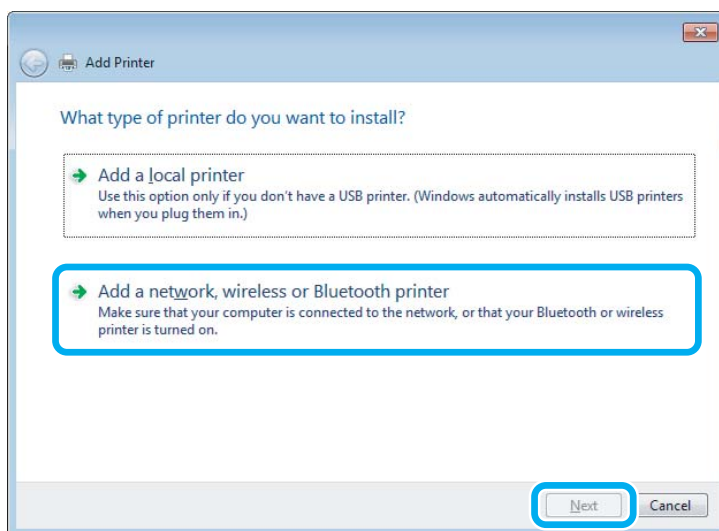 Add Printer
What type of printer do you want to install?
Add a local printer
Use this option only if you don't have a USB printer. (Windows automatically installs USB printers
when you plug them in.)
Add a network, wireless or Bluetooth printer
Make sure that your computer is connected to the network, or that your Bluetooth or wireless
printer is turned on.
Next
Cancel